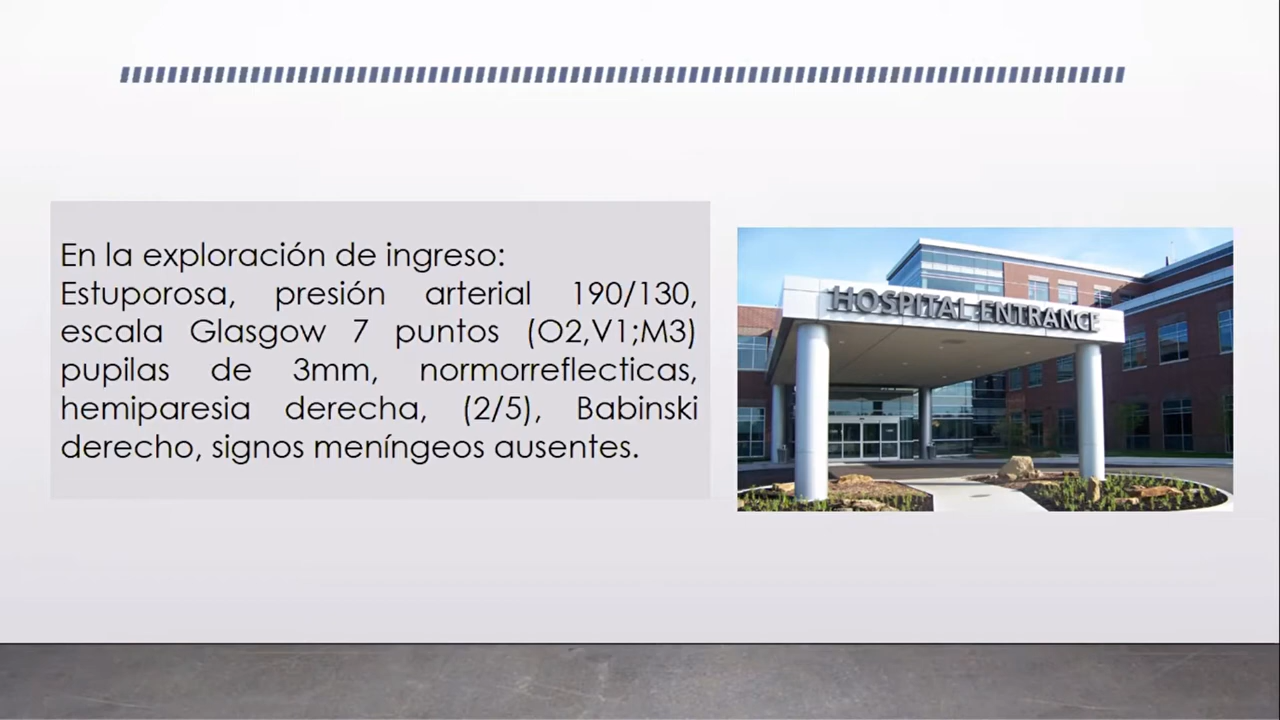 En la exploración de ingreso:
Estuporosa, presión arterial 190/130,
escala Glasgow 7 puntos (O2,V1;M3)
pupilas de 3mm, normorreflecticas,
hemiparesia derecha, (2/5), Babinski
derecho, signos meníngeos ausentes.
HOSPITAL ENTRANCE